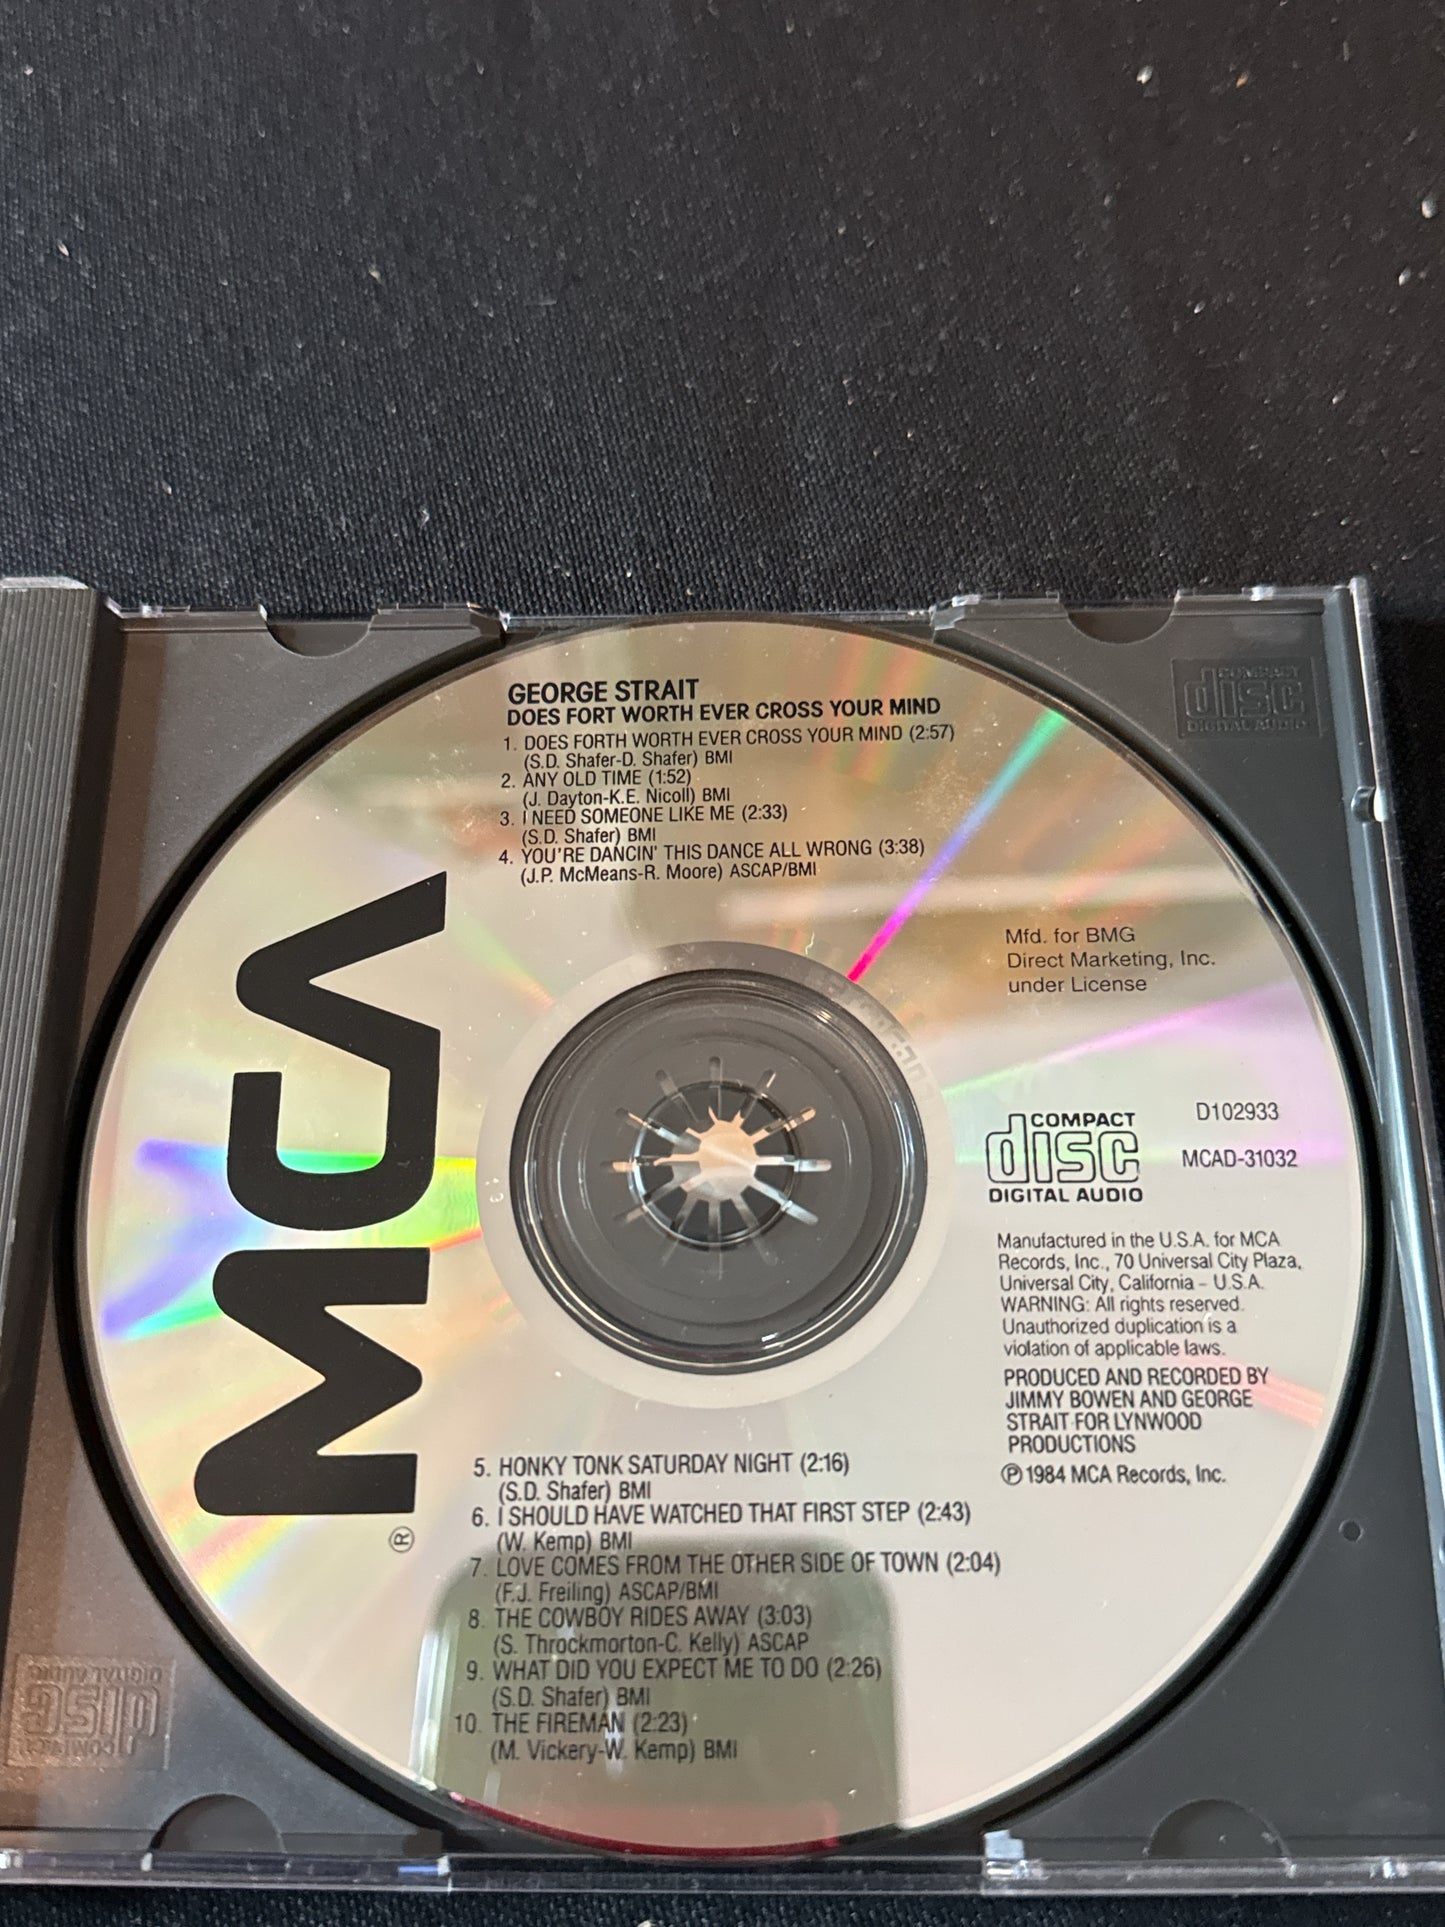 GEORGE STRAIT
DOES FORT WORTH EVER CROSS YOUR MIND
1. DOES FORTH WORTH EVER CROSS YOUR MIND (2:57)
(S.D. Shafer-D. Shafer) BMI
2. ANY OLD TIME (1:52)
(J. Dayton-K.E. Nicoll) BMI
3. I NEED SOMEONE LIKE ME (2:33)
(S.D. Shafer) BMI
4. YOU'RE DANCIN' THIS DANCE ALL WRONG (3:38)
(J.P. McMeans-R. Moore) ASCAP/BMI
MCA
®
Mfd. for BMG
Direct Marketing, Inc.
under License
COMPACT
disc
DIGITAL AUDIO
D102933
MCAD-31032
Manufactured in the U.S.A. for MCA
Records, Inc., 70 Universal City Plaza,
Universal City, California – U.S.A.
WARNING: All rights reserved.
Unauthorized duplication is a
violation of applicable laws.
PRODUCED AND RECORDED BY
JIMMY BOWEN AND GEORGE
STRAIT FOR LYNWOOD
PRODUCTIONS
℗ 1984 MCA Records, Inc.
5. HONKY TONK SATURDAY NIGHT (2:16)
(S.D. Shafer) BMI
6. I SHOULD HAVE WATCHED THAT FIRST STEP (2:43)
(W. Kemp) BMI
7. LOVE COMES FROM THE OTHER SIDE OF TOWN (2:04)
(F.J. Freiling) ASCAP/BMI
8. THE COWBOY RIDES AWAY (3:03)
(S. Throckmorton-C. Kelly) ASCAP
9. WHAT DID YOU EXPECT ME TO DO (2:26)
(S.D. Shafer) BMI
10. THE FIREMAN (2:23)
(M. Vickery-W. Kemp) BMI
COMPACT
disc
DIGITAL AUDIO
COMPACT
disc
DIGITAL AUDIO